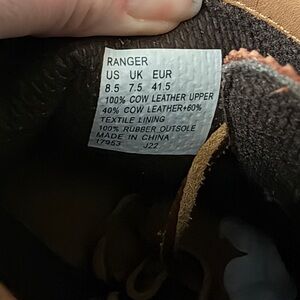 RANGER
US UK EUR
8.5 7.5 41.5
100% COW LEATHER UPPER
40% COW LEATHER+60%
TEXTILE LINING
100% RUBBER OUTSOLE
MADE IN CHINA
17953 J22